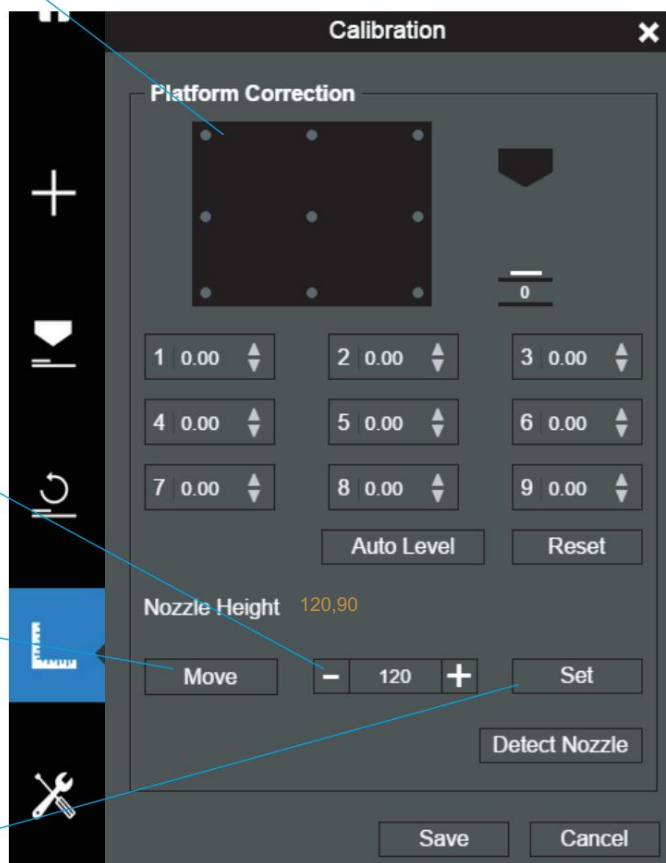 Calibration
Platform Correction
0
1 0.00 2 0.00 3 0.00
4 0.00 5 0.00 6 0.00
7 0.00 8 0.00 9 0.00
Auto Level Reset
Nozzle Height 120,90
Move - 120 + Set
Detect Nozzle
Save Cancel